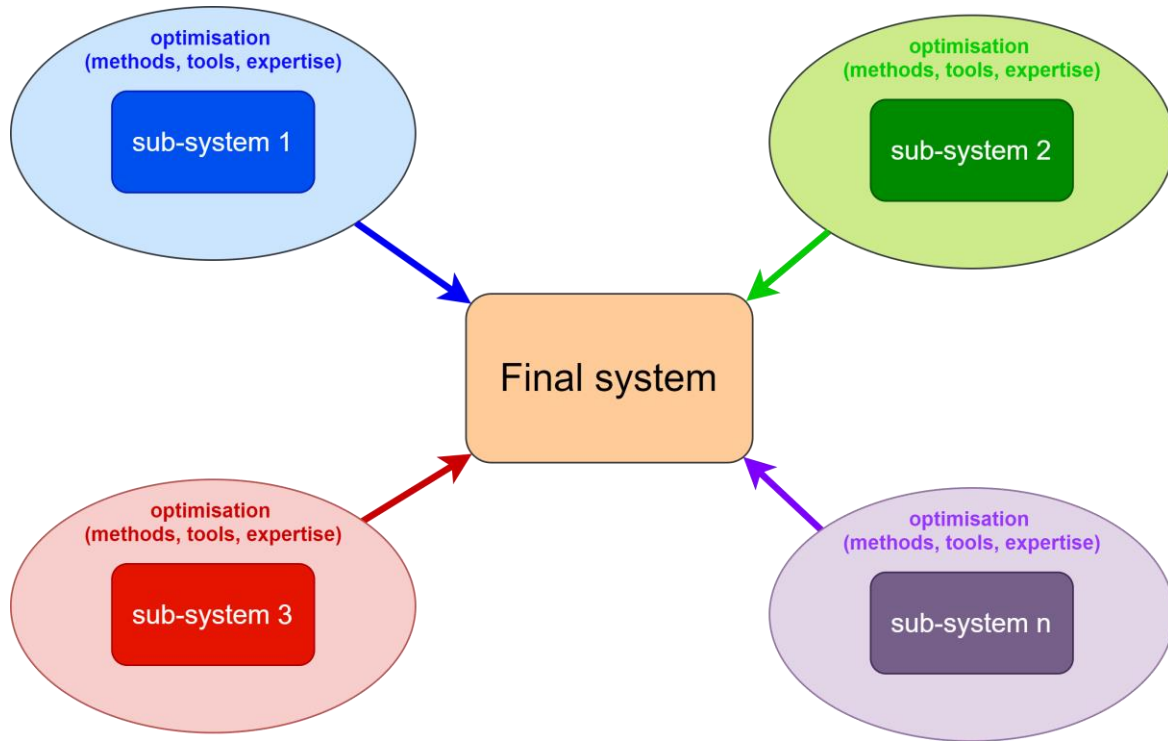 optimisation
(methods, tools, expertise)
sub-system 1
optimisation
(methods, tools, expertise)
sub-system 2
Final system
optimisation
(methods, tools, expertise)
sub-system 3
optimisation
(methods, tools, expertise)
sub-system n